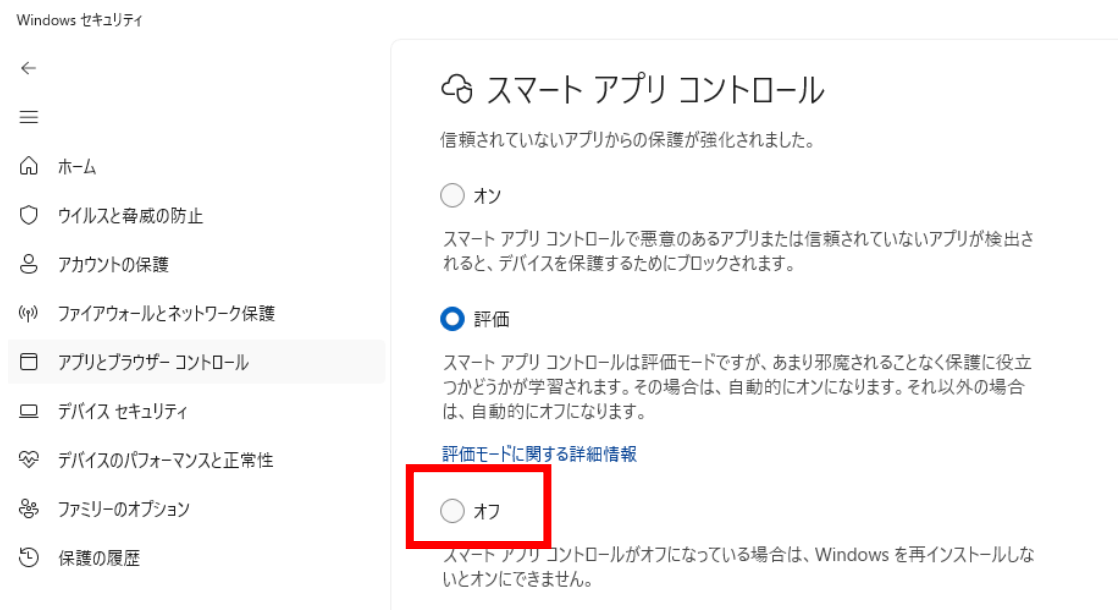 Windows セキュリティ
ホーム
ウイルスと脅威の防止
アカウントの保護
ファイアウォールとネットワーク保護
アプリとブラウザー コントロール
デバイス セキュリティ
デバイスのパフォーマンスと正常性
ファミリーのオプション
保護の履歴
スマート アプリ コントロール
信頼されていないアプリからの保護が強化されました。
オン
スマート アプリ コントロールで悪意のあるアプリまたは信頼されていないアプリが検出さ
れると、デバイスを保護するためにブロックされます。
評価
スマート アプリ コントロールは評価モードですが、あまり邪魔されることなく保護に役立
つかどうかが学習されます。その場合は、自動的にオンになります。それ以外の場合
は、自動的にオフになります。
評価モードに関する詳細情報
オフ
スマート アプリ コントロールがオフになっている場合は、Windows を再インストールしな
いとオンにできません。